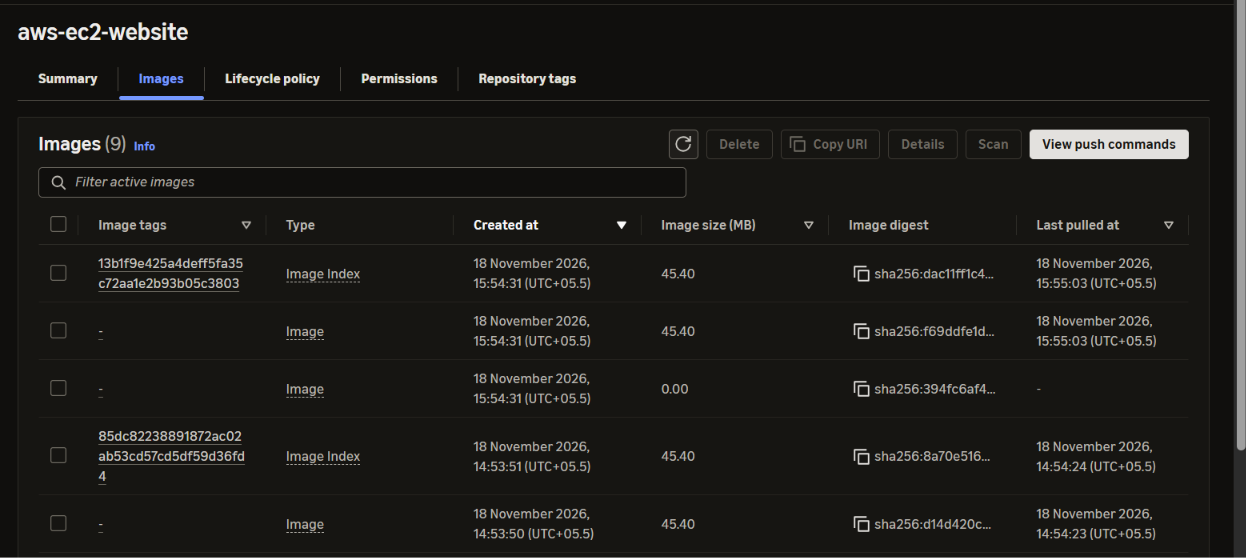 aws-ec2-website
Summary Images Lifecycle policy Permissions Repository tags
Images (9) Info Delete Copy URI Details Scan View push commands
Filter active images
Image tags Type Created at Image size (MB) Image digest Last pulled at
13b1f9e425a4deff5fa35
c72aa1e2b93b05c3803
Image Index
18 November 2026,
15:54:31 (UTC+05.5)
45.40
sha256:dac11ff1c4...
18 November 2026,
15:55:03 (UTC+05.5)
-
Image
18 November 2026,
15:54:31 (UTC+05.5)
45.40
sha256:f69ddfe1d...
18 November 2026,
15:55:03 (UTC+05.5)
-
Image
18 November 2026,
15:54:31 (UTC+05.5)
0.00
sha256:394fc6af4...
-
85dc82238891872ac02
ab53cd57cd5df59d36fd
4
Image Index
18 November 2026,
14:53:51 (UTC+05.5)
45.40
sha256:8a70e516...
18 November 2026,
14:54:24 (UTC+05.5)
-
Image
18 November 2026,
14:53:50 (UTC+05.5)
45.40
sha256:d14d420c...
18 November 2026,
14:54:23 (UTC+05.5)